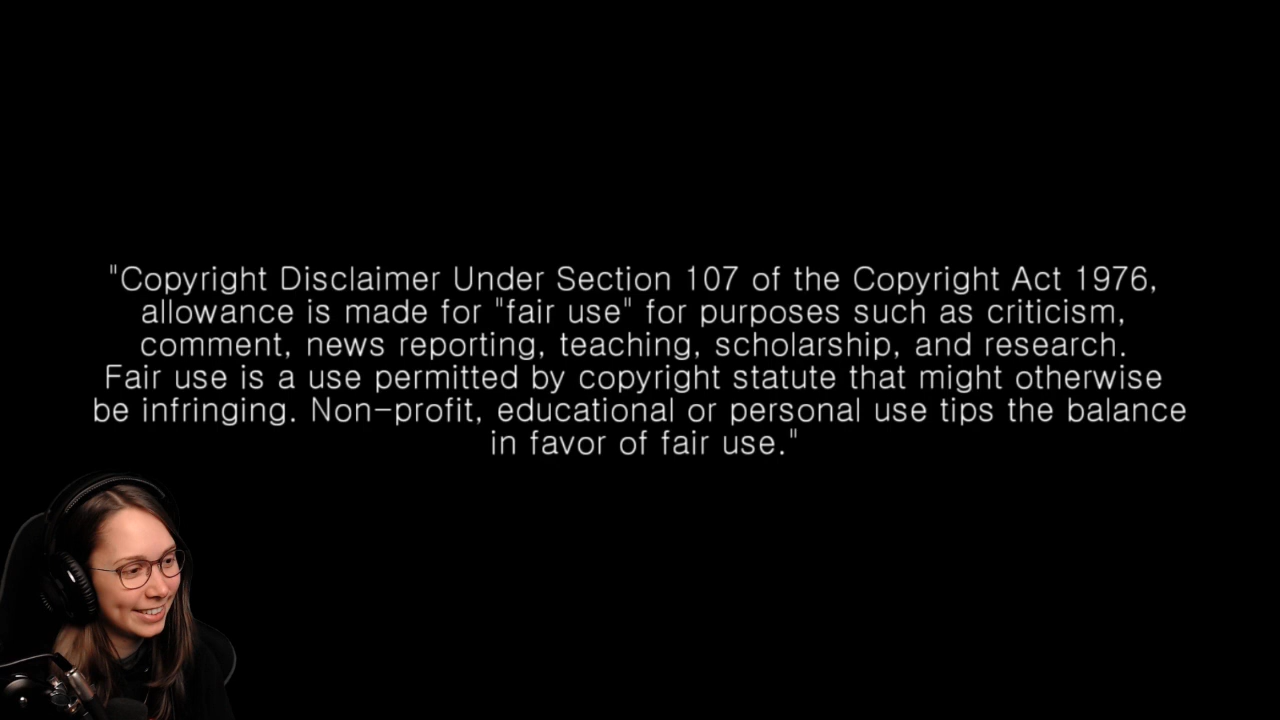 "Copyright Disclaimer Under Section 107 of the Copyright Act 1976,
allowance is made for "fair use" for purposes such as criticism,
comment, news reporting, teaching, scholarship, and research.
Fair use is a use permitted by copyright statute that might otherwise
be infringing. Non-profit, educational or personal use tips the balance
in favor of fair use."